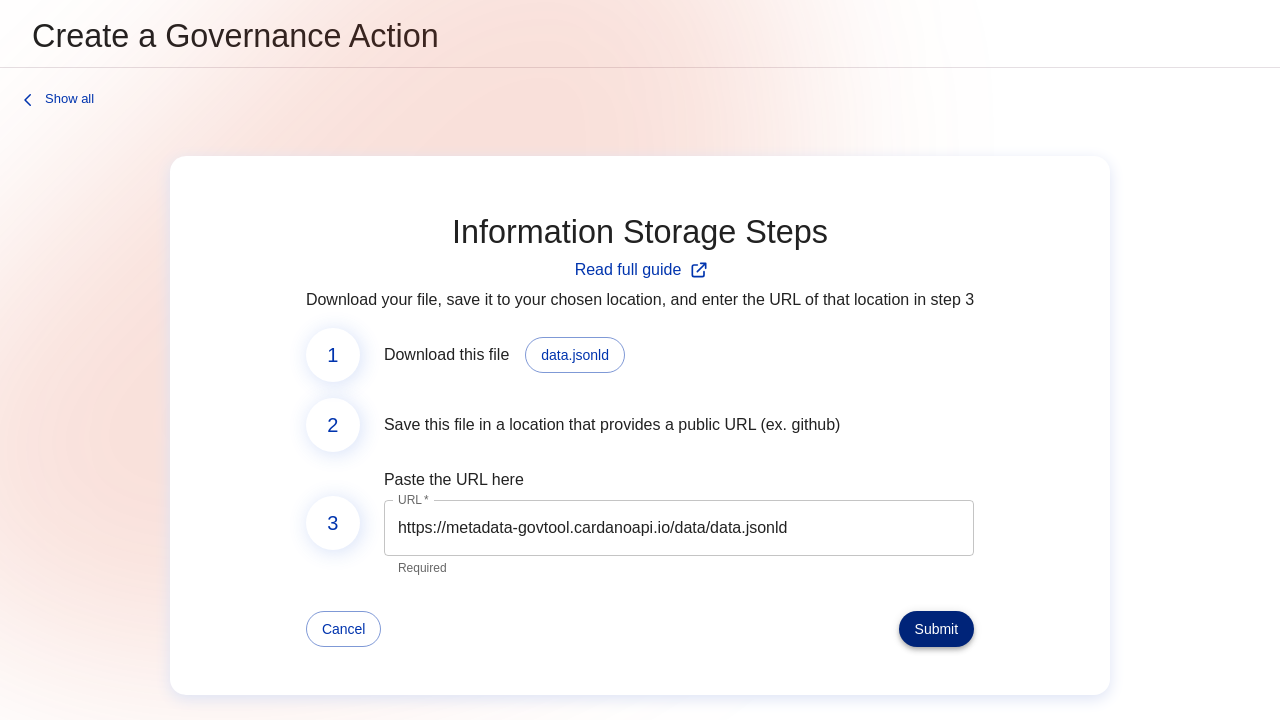 Create a Governance Action
Show all
Information Storage Steps
Read full guide
Download your file, save it to your chosen location, and enter the URL of that location in step 3
1
Download this file
data.jsonld
2
Save this file in a location that provides a public URL (ex. github)
Paste the URL here
3
URL *
https://metadata-govtool.cardanoapi.io/data/data.jsonld
Required
Cancel
Submit